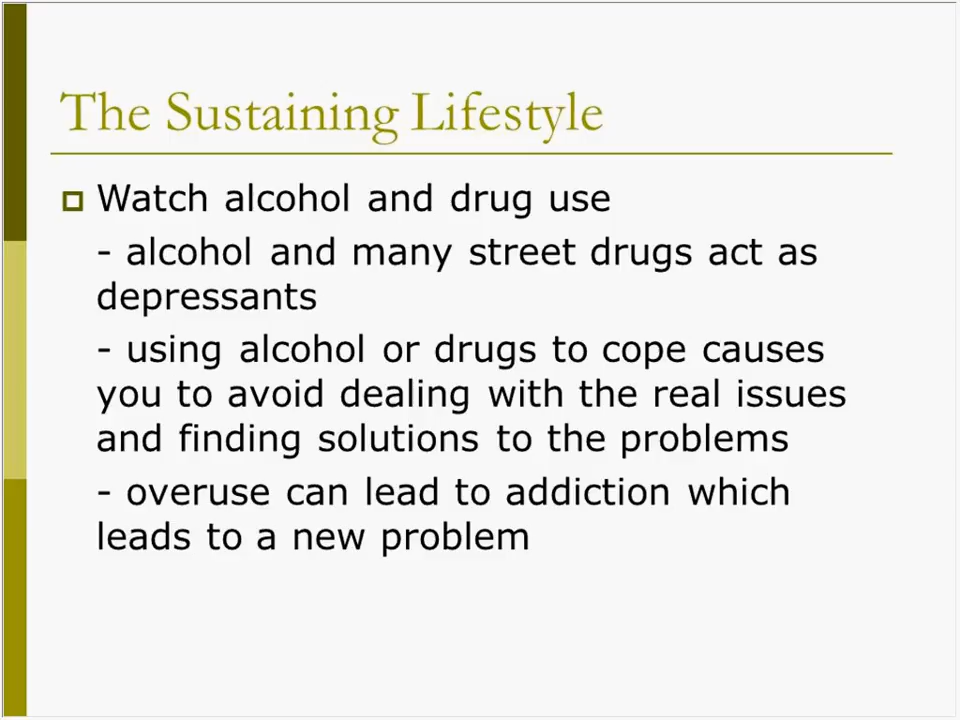 The Sustaining Lifestyle
Watch alcohol and drug use
- alcohol and many street drugs act as
depressants
- using alcohol or drugs to cope causes
you to avoid dealing with the real issues
and finding solutions to the problems
- overuse can lead to addiction which
leads to a new problem